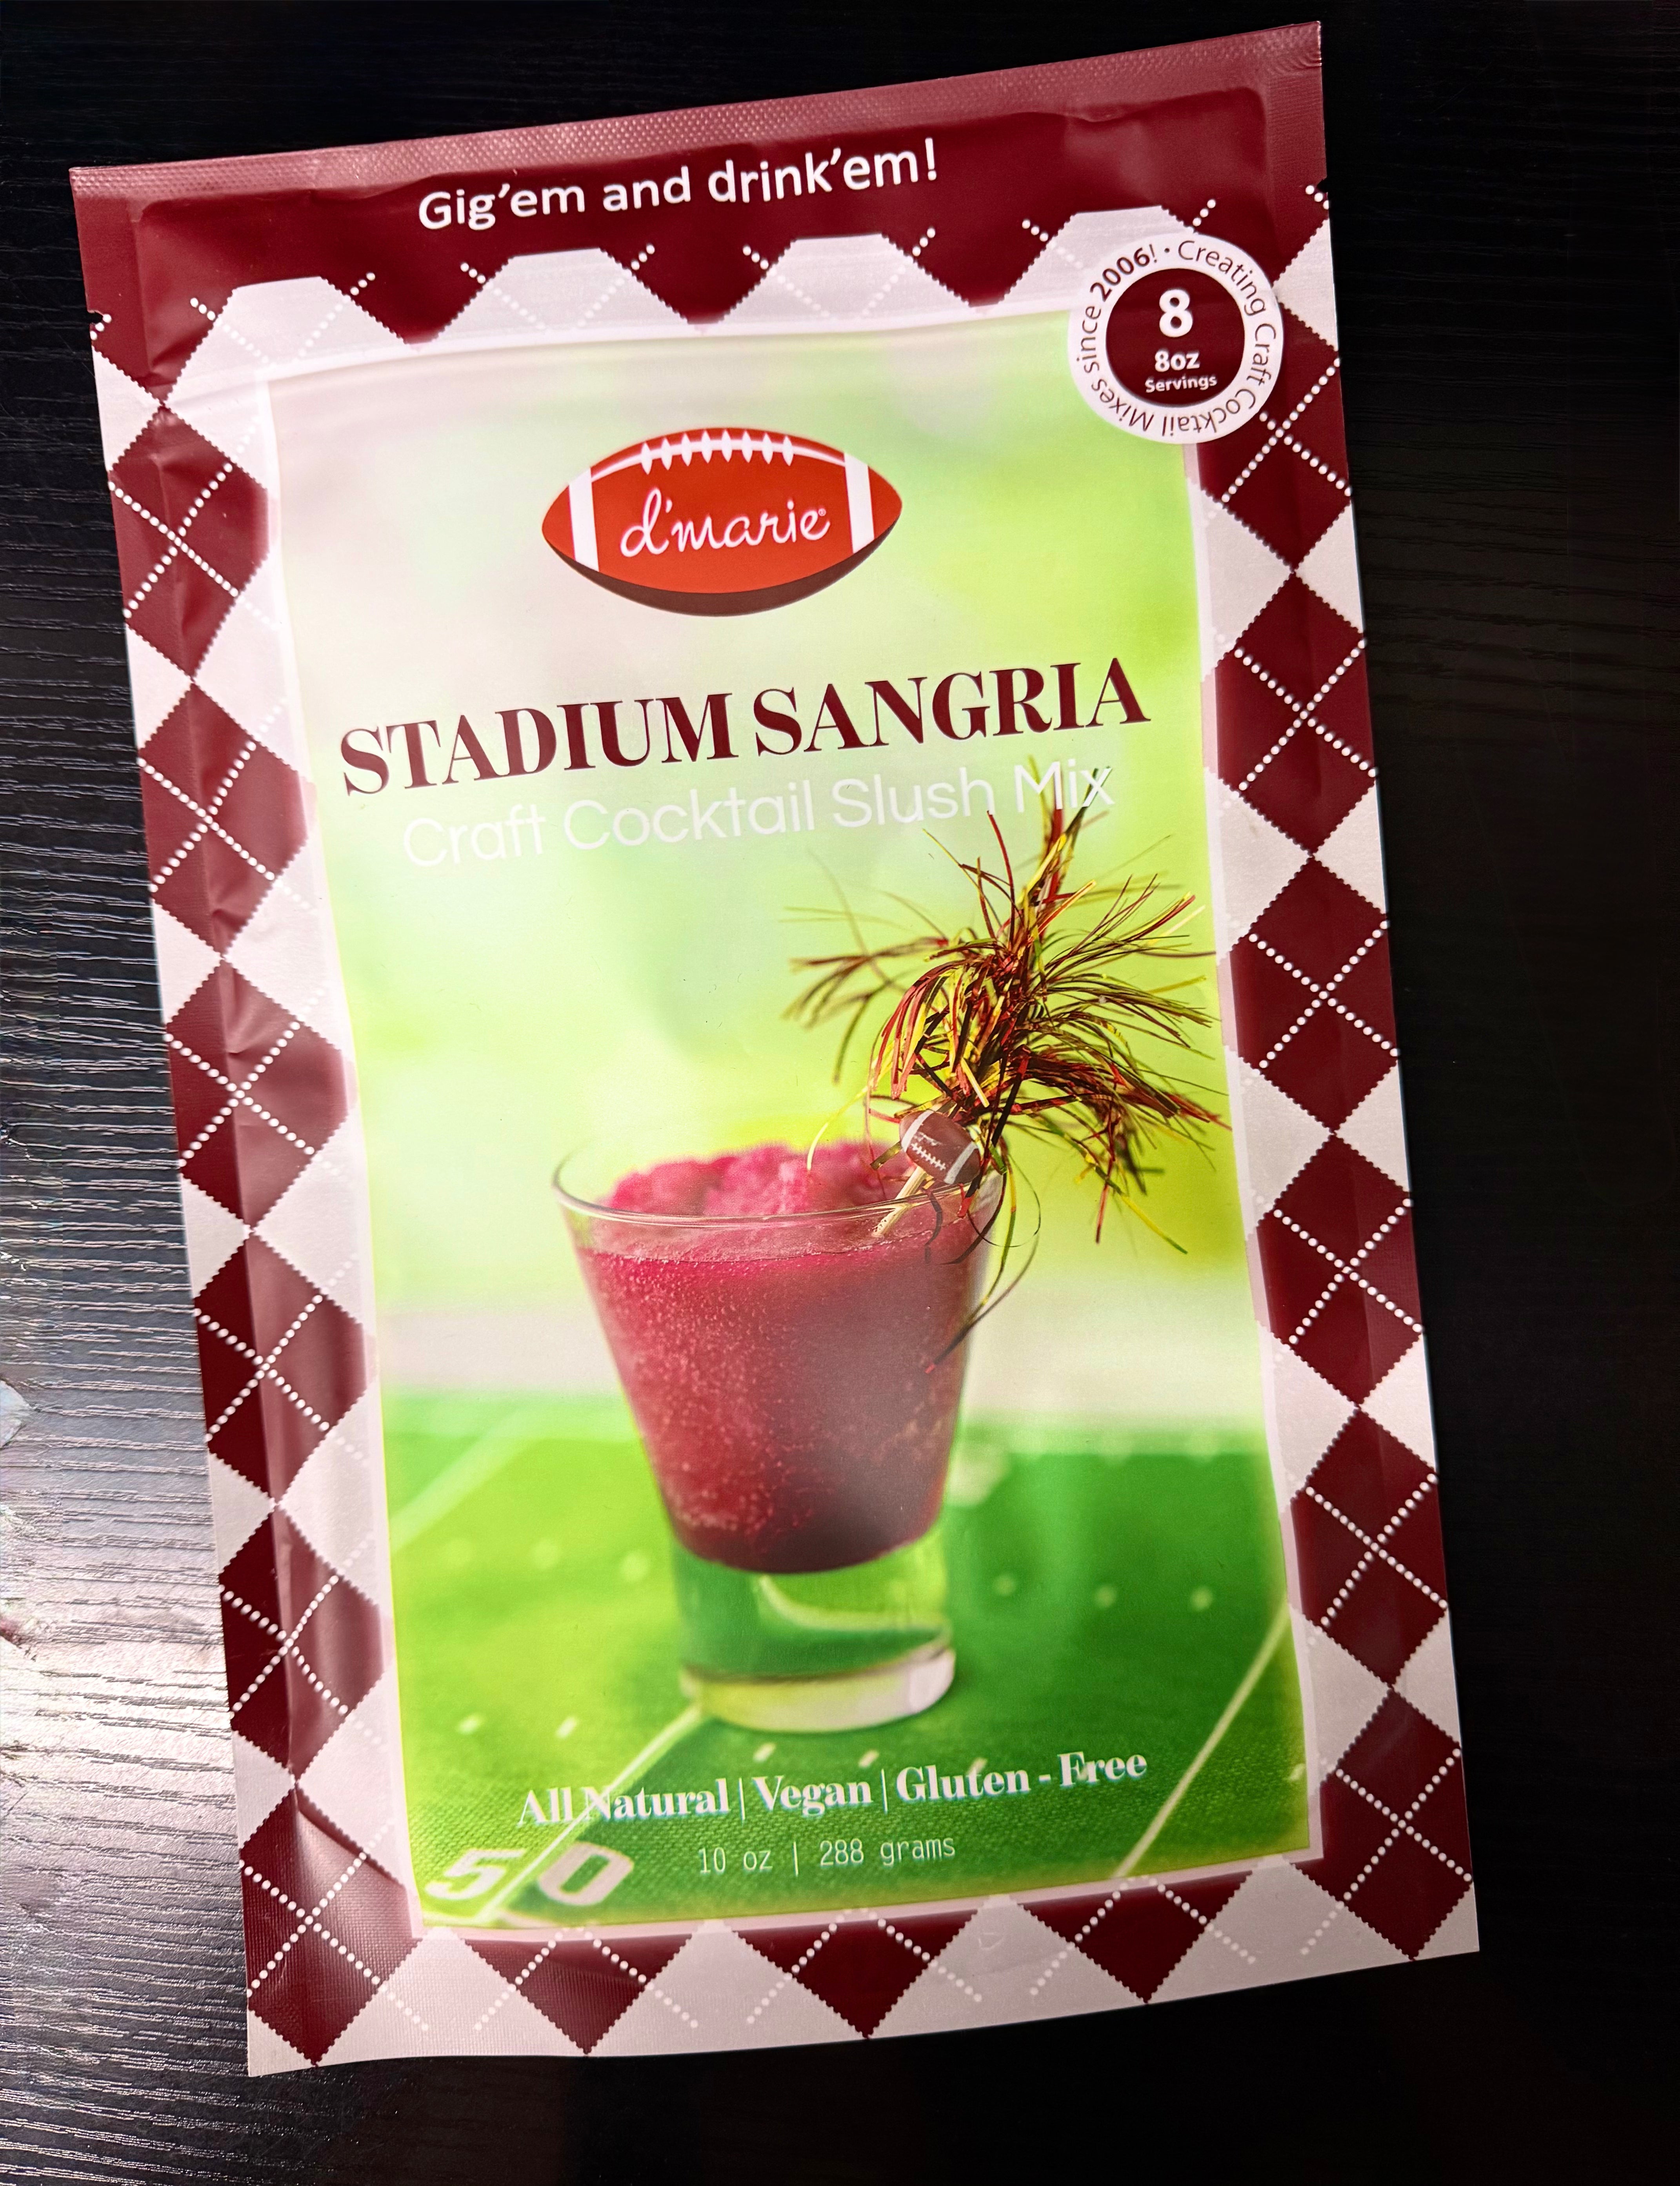 Gig'em and drink'em!
Creating Craft Cocktail Mixes since 2006! •
8
8oz
Servings
d'marie®
STADIUM SANGRIA
Craft Cocktail Slush Mix
All Natural | Vegan | Gluten - Free
10 oz | 288 grams
50